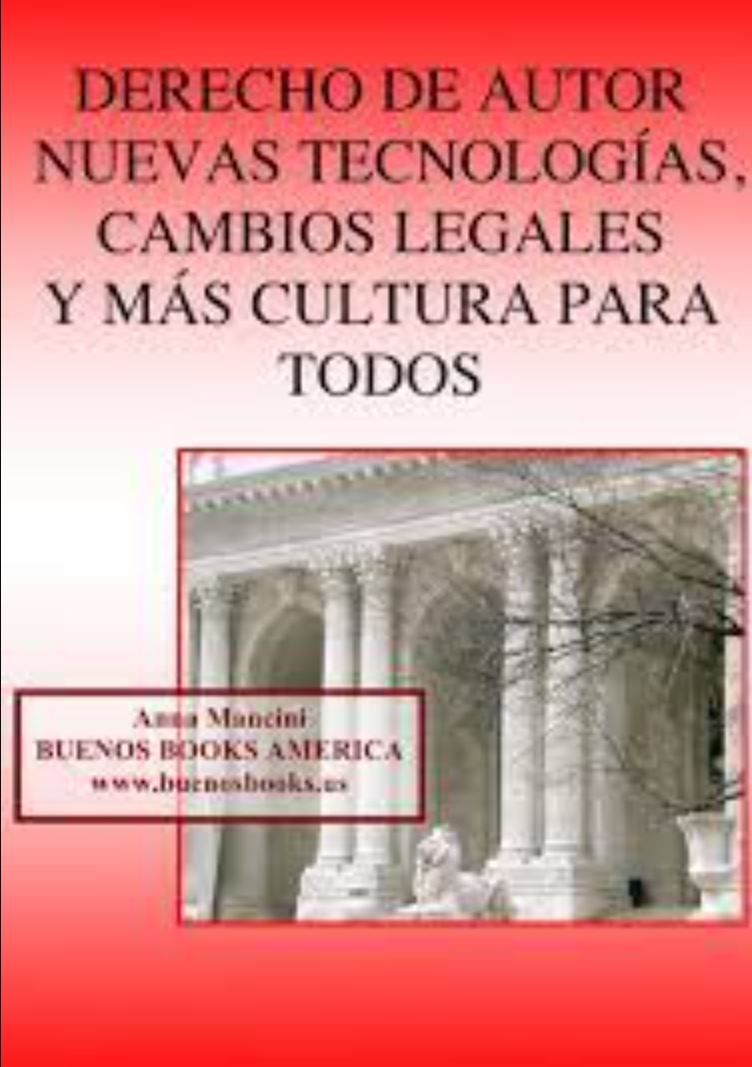 DERECHO DE AUTOR
NUEVAS TECNOLOGÍAS,
CAMBIOS LEGALES
Y MÁS CULTURA PARA
TODOS
Anna Mancini
BUENOS BOOKS AMERICA
www.buenosbooks.us